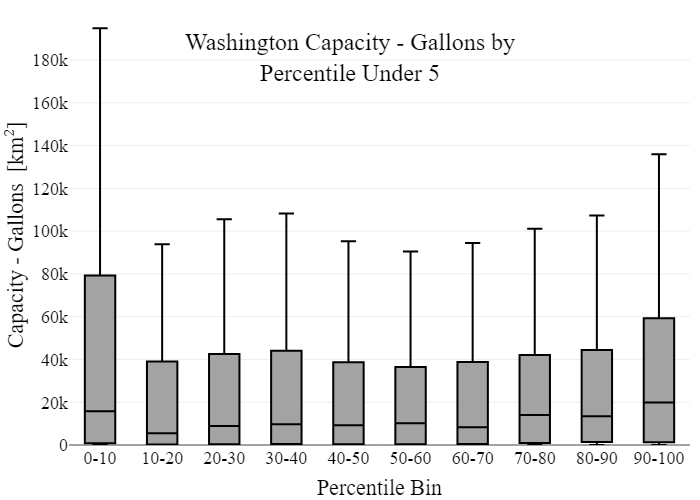 Washington Capacity - Gallons by
Percentile Under 5
Capacity - Gallons [km²]
180k
160k
140k
120k
100k
80k
60k
40k
20k
0
0-10 10-20 20-30 30-40 40-50 50-60 60-70 70-80 80-90 90-100
Percentile Bin